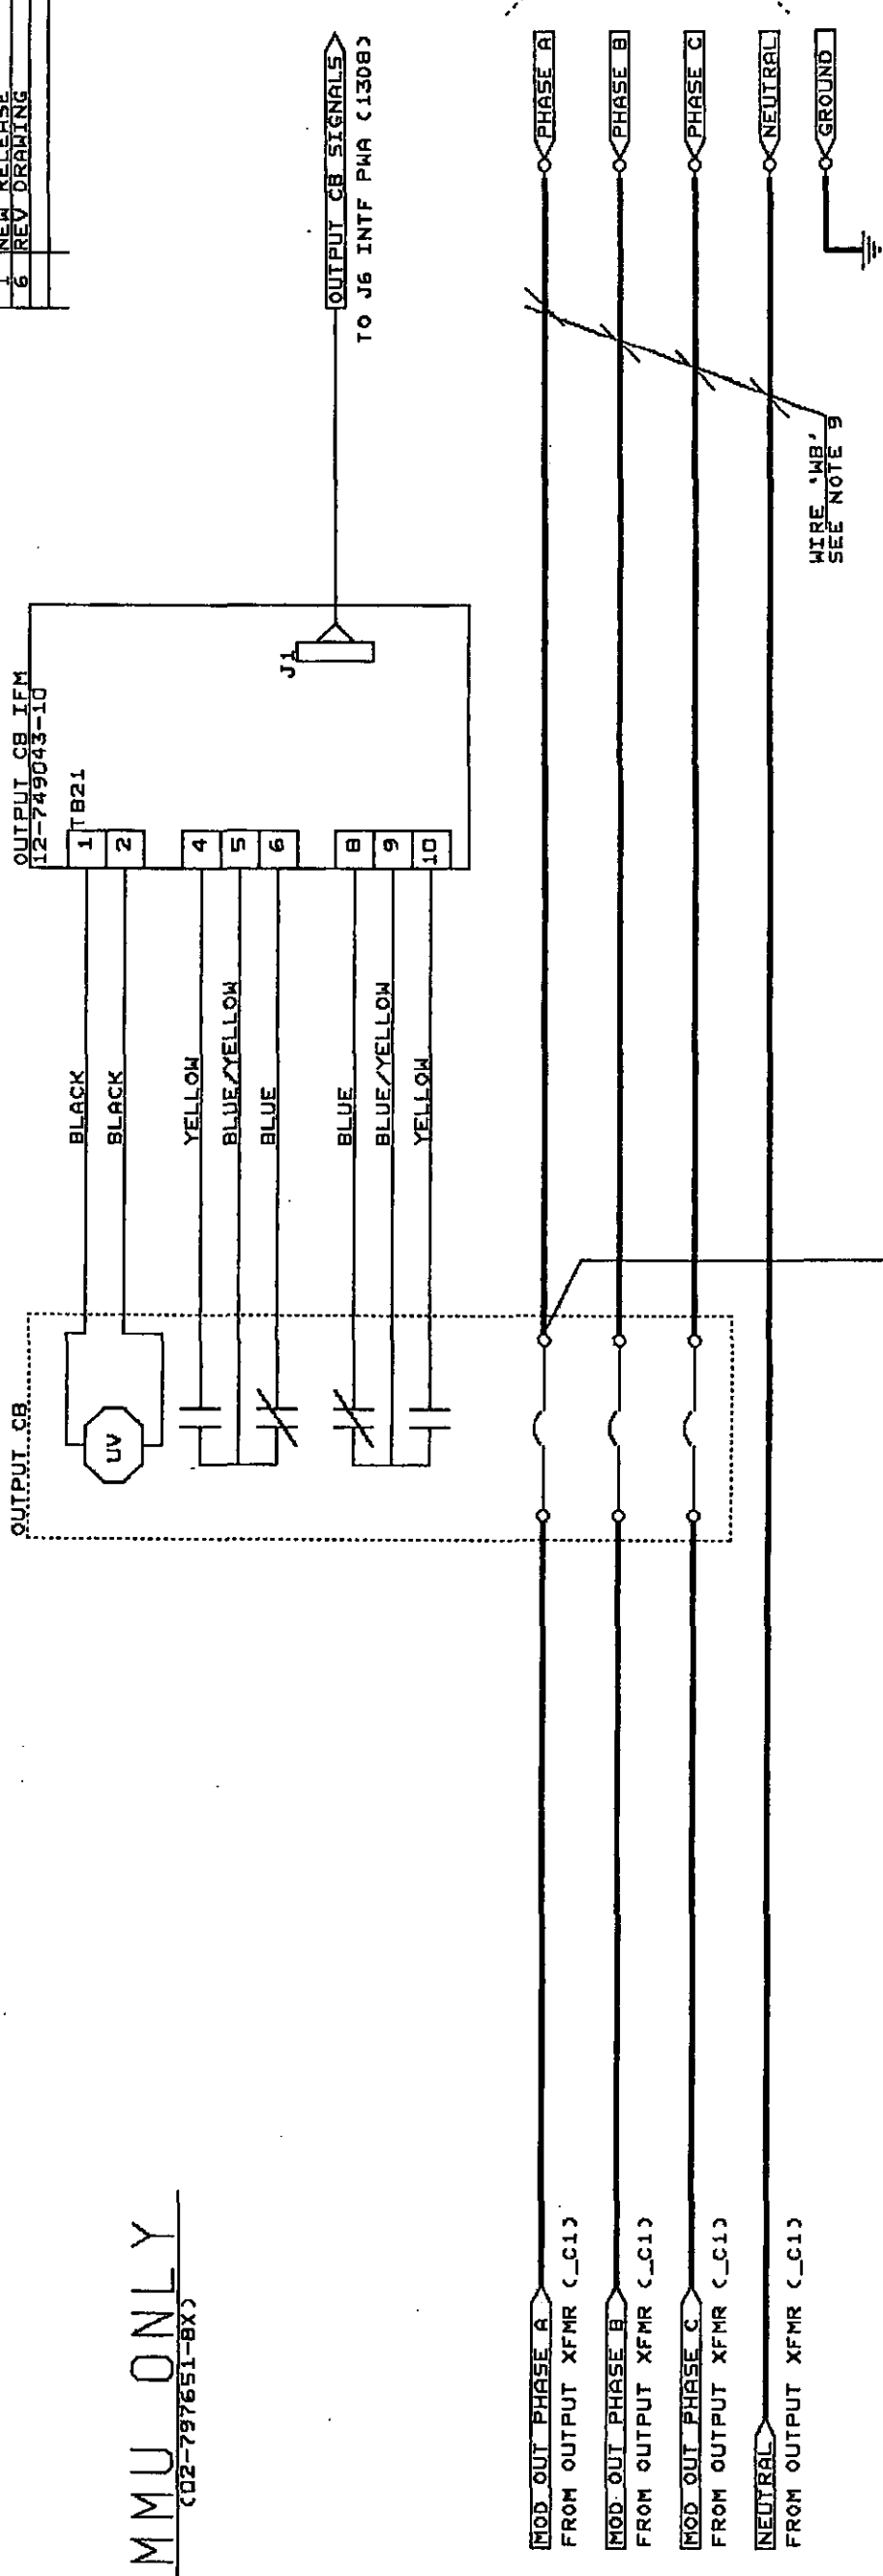 1 NEW RELEASE
6 REV DRAWING
MMU ONLY
(02-797651-8X)
OUTPUT CB
UV
BLACK
BLACK
YELLOW
BLUE/YELLOW
BLUE
BLUE
BLUE/YELLOW
YELLOW
OUTPUT CB IFM
12-749043-10
TB21
1
2
4
5
6
8
9
10
J1
OUTPUT CB SIGNALS
TO J6 INTF PWA (13D8)
MOD OUT PHASE A
FROM OUTPUT XFMR (_C1)
MOD OUT PHASE B
FROM OUTPUT XFMR (_C1)
MOD OUT PHASE C
FROM OUTPUT XFMR (_C1)
NEUTRAL
FROM OUTPUT XFMR (_C1)
PHASE A
PHASE B
PHASE C
NEUTRAL
GROUND
WIRE 'WB'
SEE NOTE 9